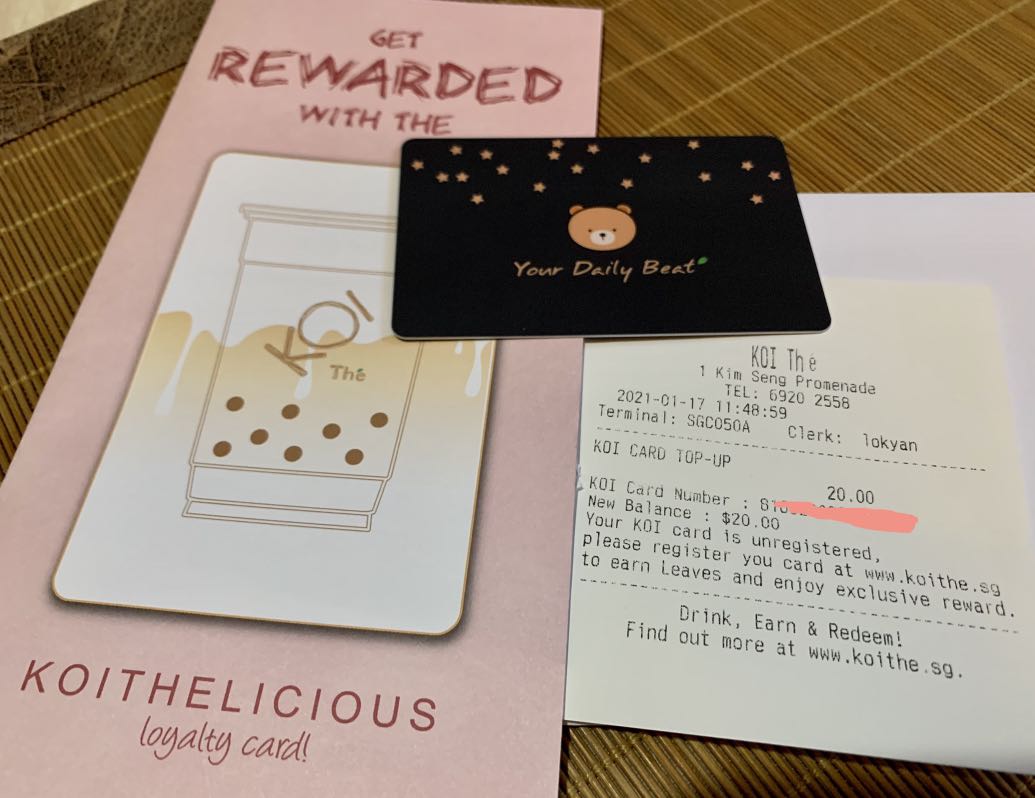 GET
REWARDED
WITH THE
KOI
Thé
KOITHELICIOUS
loyalty card!
Your Daily Beat
KOI Thé
1 Kim Seng Promenade
TEL: 6920 2558
2021-01-17 11:48:59
Terminal: SGC050A Clerk: lokyan
KOI CARD TOP-UP
20.00
KOI Card Number :
New Balance : $20.00
Your KOI card is unregistered,
please register you card at www.koithe.sg
to earn Leaves and enjoy exclusive reward.
Drink, Earn & Redeem!
Find out more at www.koithe.sg.